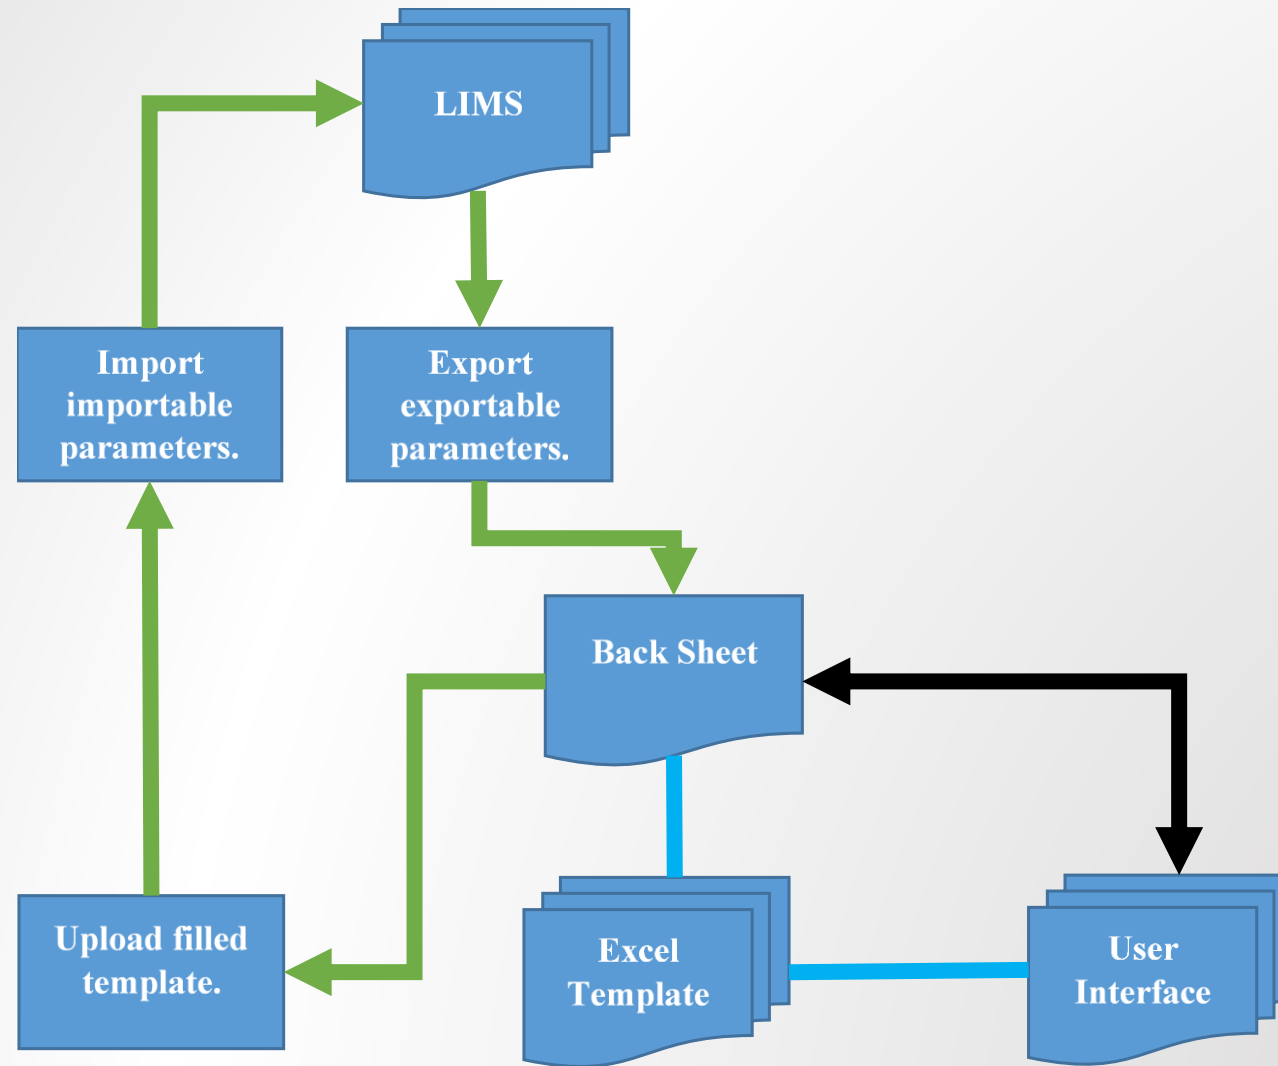 LIMS
Import
importable
parameters.
Export
exportable
parameters.
Back Sheet
Upload filled
template.
Excel
Template
User
Interface